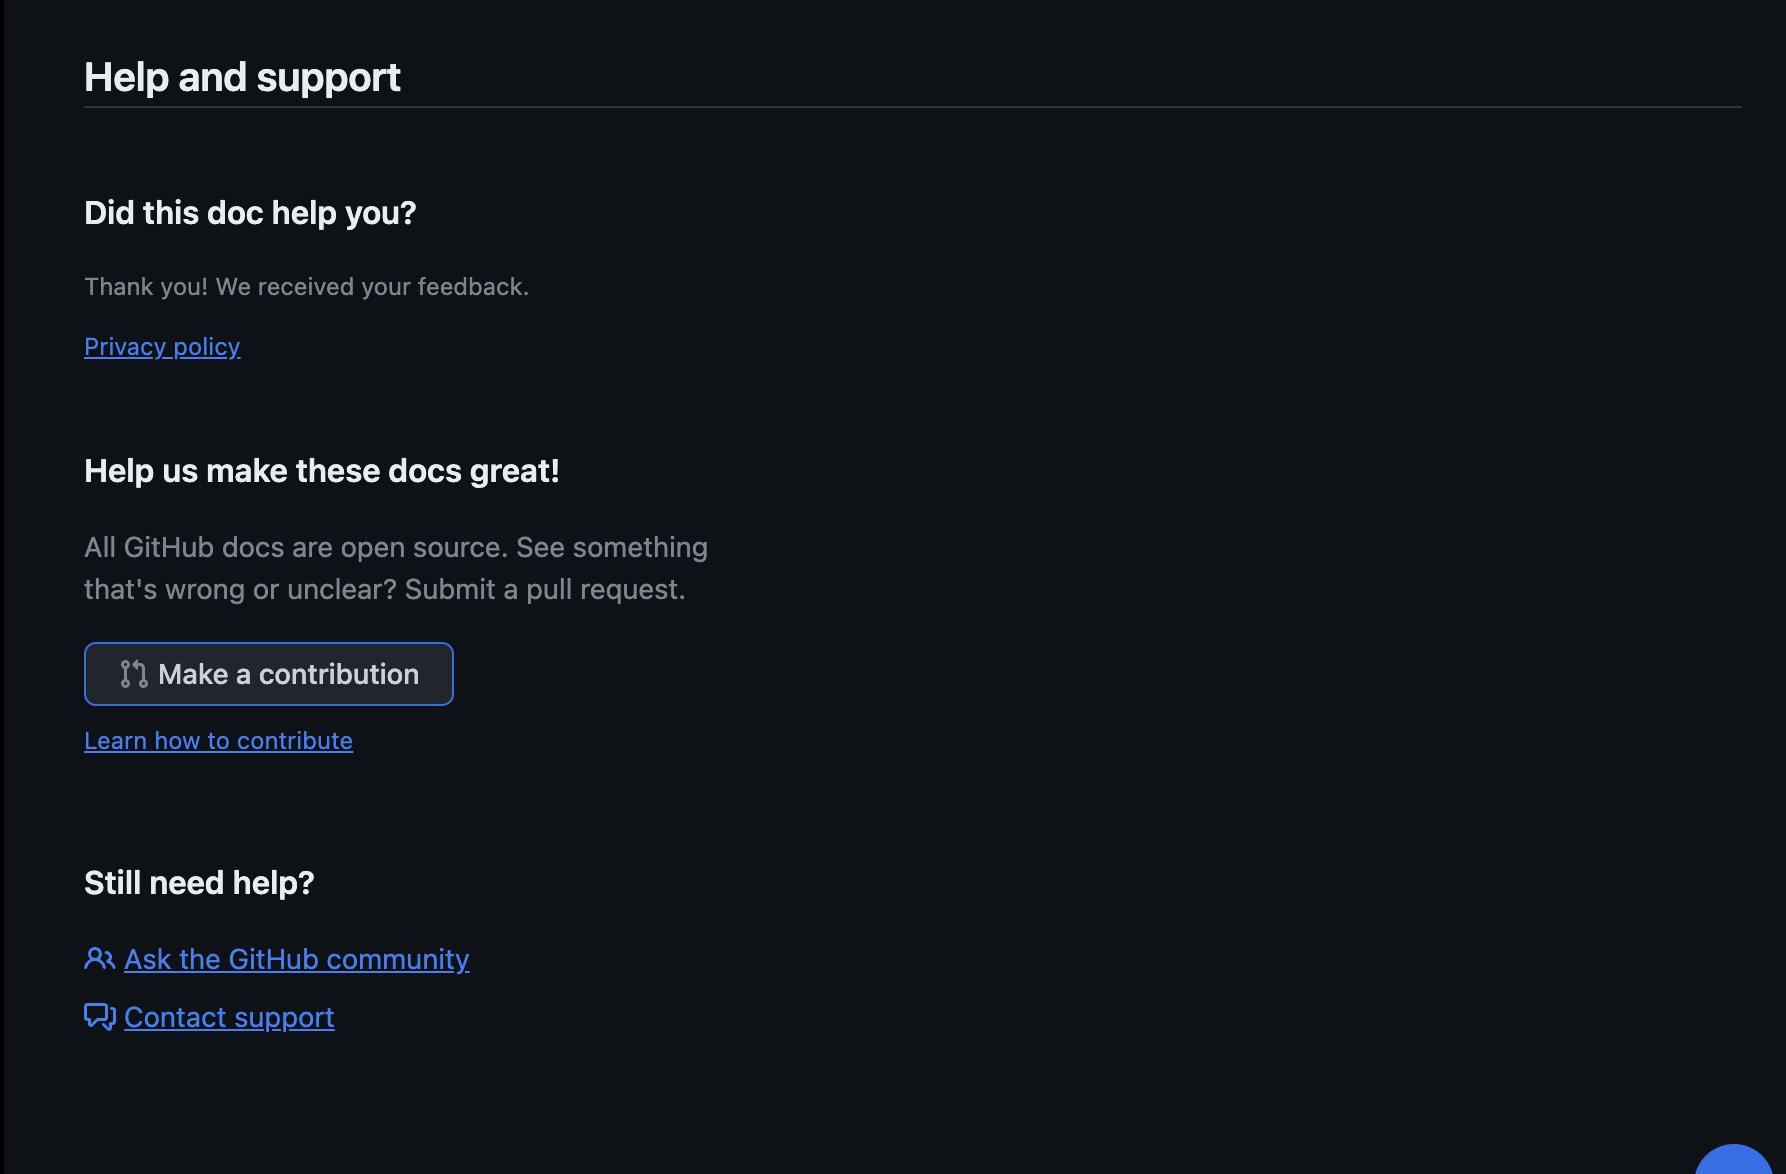 Help and support
Did this doc help you?
Thank you! We received your feedback.
Privacy policy
Help us make these docs great!
All GitHub docs are open source. See something
that's wrong or unclear? Submit a pull request.
Make a contribution
Learn how to contribute
Still need help?
Ask the GitHub community
Contact support